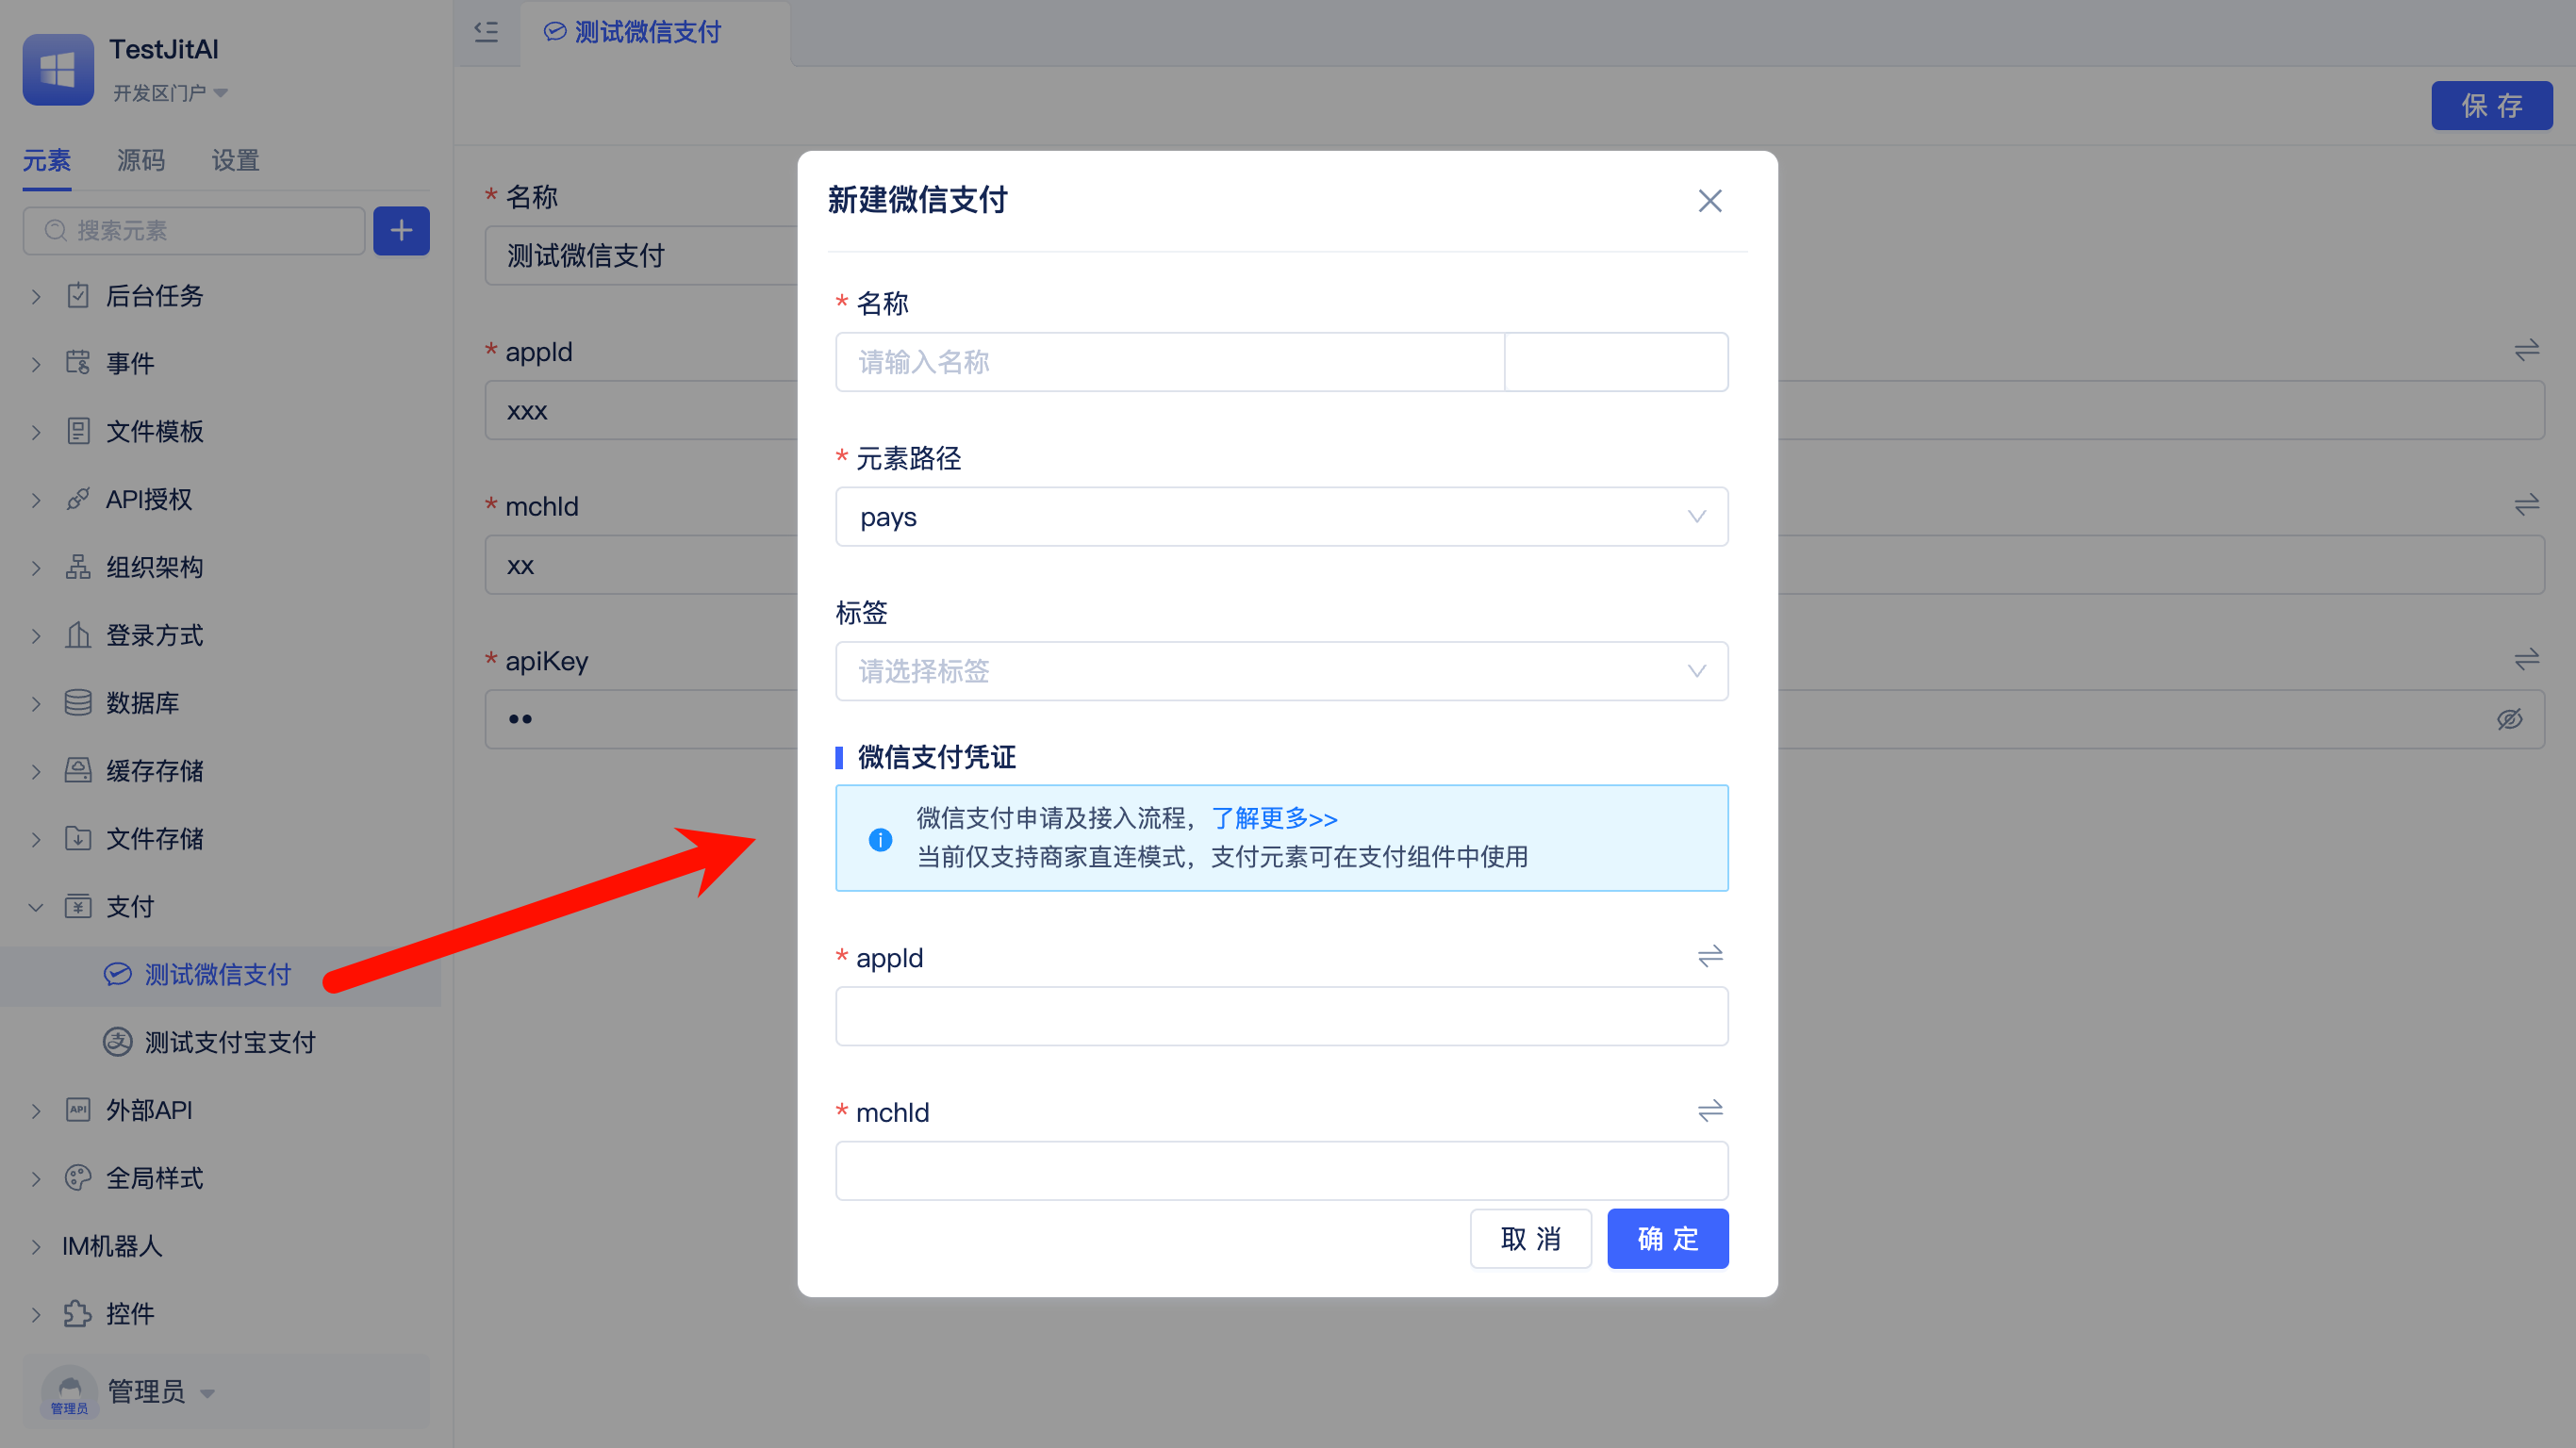 TestJitAI
开发区门户
元素 源码 设置
搜索元素
后台任务
事件
文件模板
API授权
组织架构
登录方式
数据库
缓存存储
文件存储
支付
测试微信支付
测试支付宝支付
外部API
全局样式
IM机器人
控件
管理员
管理员
测试微信支付
保 存
* 名称
测试微信支付
* appId
xxx
* mchId
xx
* apiKey
••
新建微信支付
* 名称
请输入名称
* 元素路径
pays
标签
请选择标签
微信支付凭证
微信支付申请及接入流程，了解更多>>
当前仅支持商家直连模式，支付元素可在支付组件中使用
* appId
* mchId
取 消 确 定